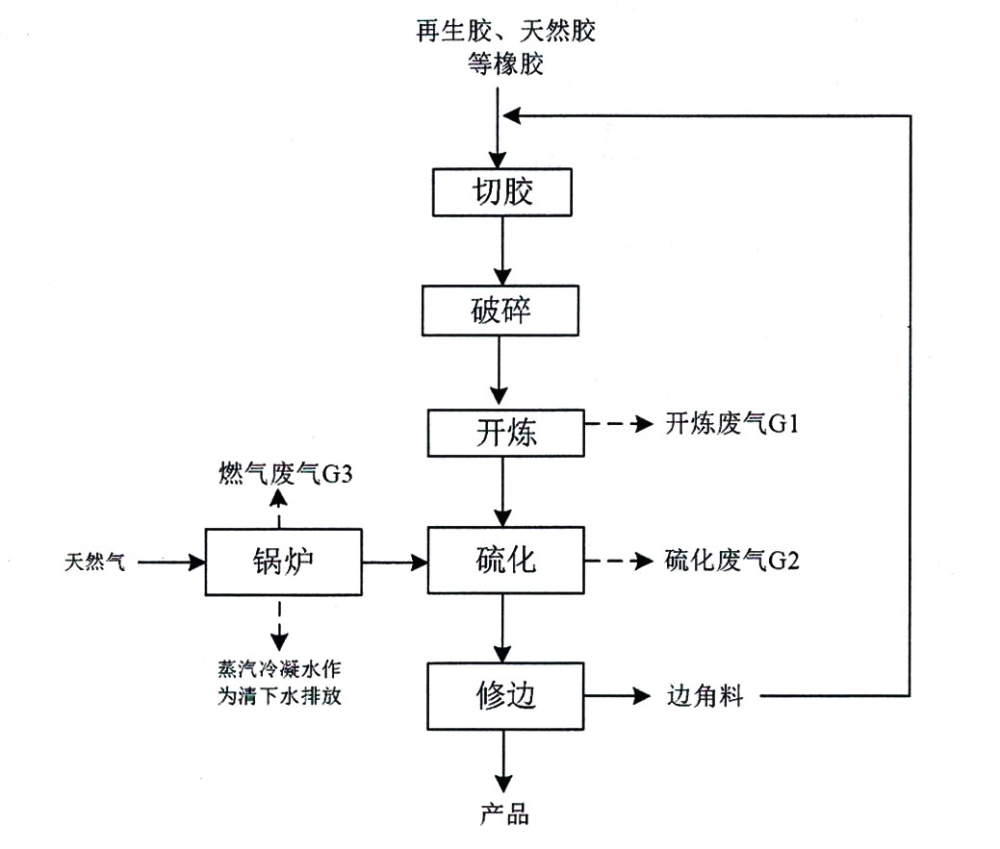 再生胶、天然胶
等橡胶
切胶
破碎
开炼
开炼废气G1
燃气废气G3
天然气
锅炉
硫化
硫化废气G2
蒸汽冷凝水作
为清下水排放
修边
边角料
产品